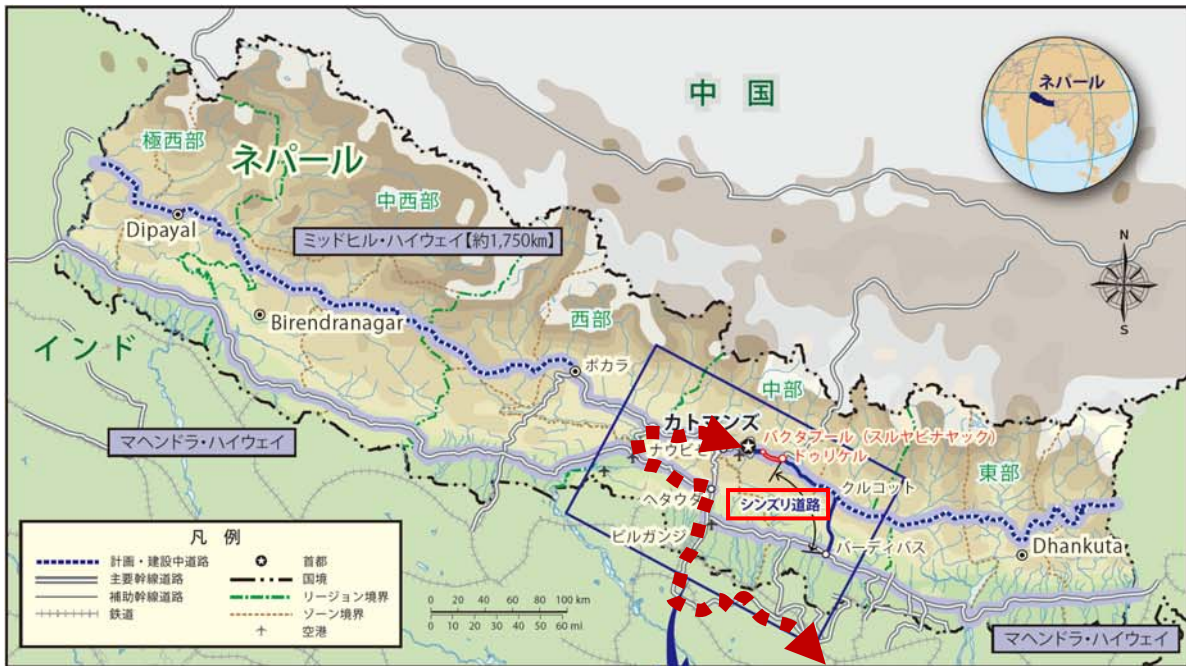 中 国
ネパール
極西部
ネパール
中西部
Dipayal
ミッドヒル・ハイウェイ【約1,750km】
N
S
西部
Birendranagar
インド
ポカラ
中部
カトマンズ
バクタプール（スルヤビナヤック）
ドゥリケル
マヘンドラ・ハイウェイ
ナウビセ
東部
クルコット
ヘタウダ
シンズリ道路
ビルガンジ
バーディバス
Dhankuta
凡 例
計画・建設中道路
主要幹線道路
補助幹線道路
鉄道
首都
国境
リージョン境界
ゾーン境界
空港
0 20 40 60 80 100 km
0 10 20 30 40 50 60 mi.
マヘンドラ・ハイウェイ